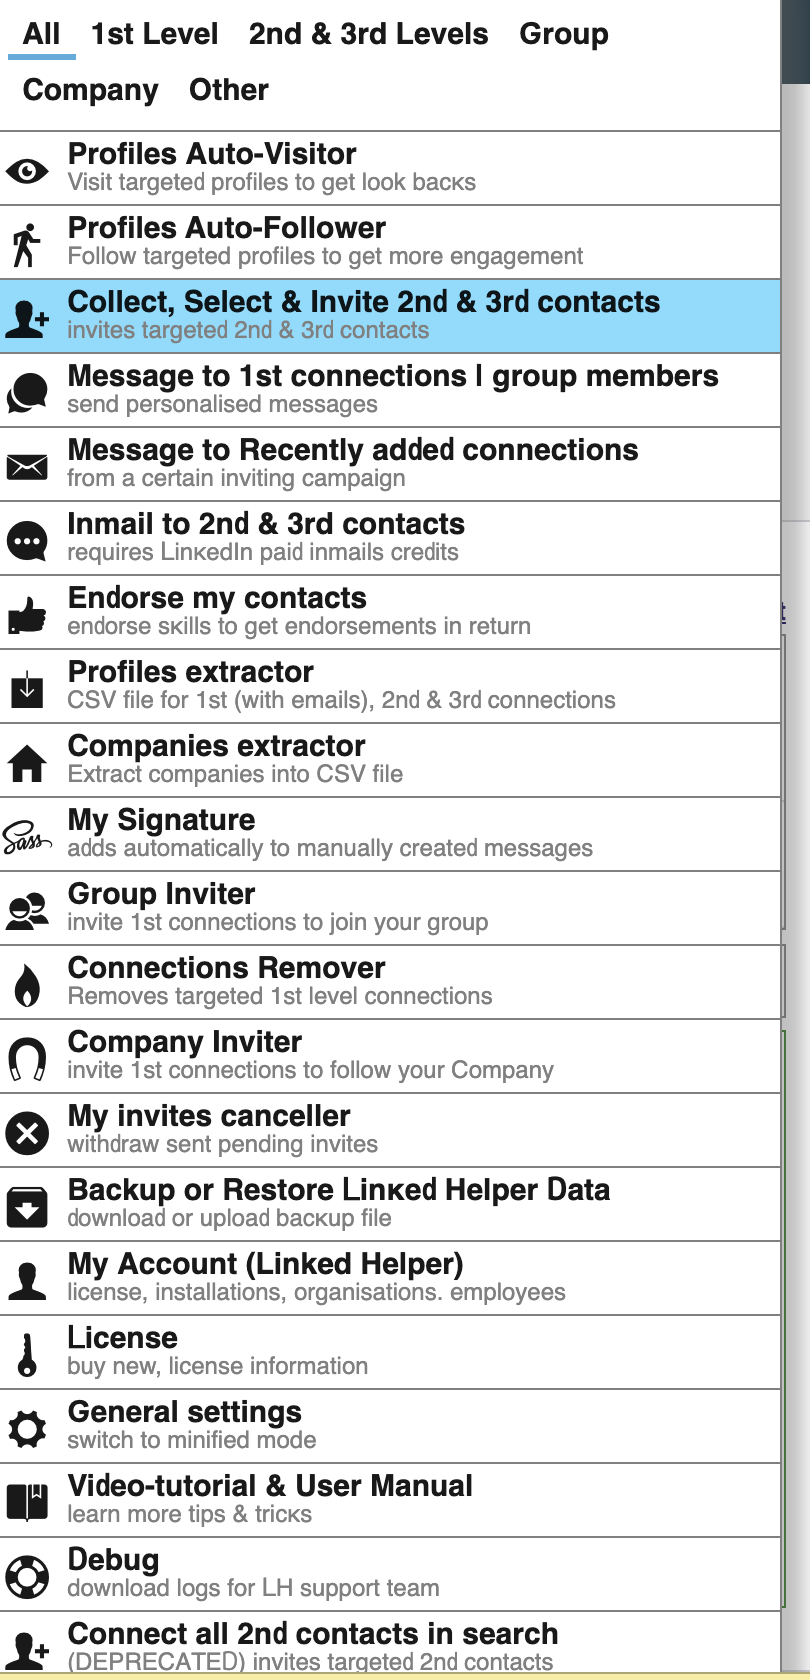 All 1st Level 2nd & 3rd Levels Group
Company Other
Profiles Auto-Visitor
Visit targeted profiles to get look backs
Profiles Auto-Follower
Follow targeted profiles to get more engagement
Collect, Select & Invite 2nd & 3rd contacts
invites targeted 2nd & 3rd contacts
Message to 1st connections | group members
send personalised messages
Message to Recently added connections
from a certain inviting campaign
Inmail to 2nd & 3rd contacts
requires LinkedIn paid inmails credits
Endorse my contacts
endorse skills to get endorsements in return
Profiles extractor
CSV file for 1st (with emails), 2nd & 3rd connections
Companies extractor
Extract companies into CSV file
Sass
My Signature
adds automatically to manually created messages
Group Inviter
invite 1st connections to join your group
Connections Remover
Removes targeted 1st level connections
Company Inviter
invite 1st connections to follow your Company
My invites canceller
withdraw sent pending invites
Backup or Restore Linked Helper Data
download or upload backup file
My Account (Linked Helper)
license, installations, organisations. employees
License
buy new, license information
General settings
switch to minified mode
Video-tutorial & User Manual
learn more tips & tricks
Debug
download logs for LH support team
Connect all 2nd contacts in search
(DEPRECATED) invites targeted 2nd contacts